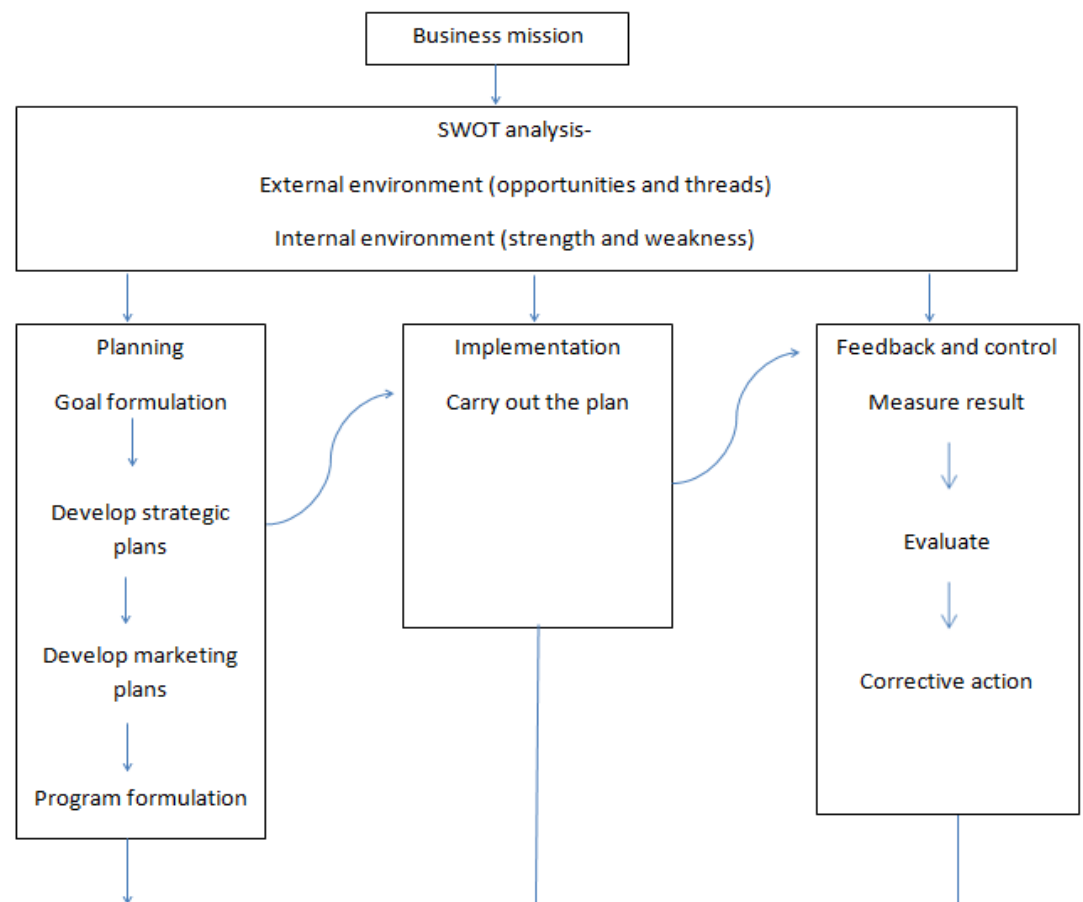 Business mission
SWOT analysis-
External environment (opportunities and threads)
Internal environment (strength and weakness)
Planning
Goal formulation
Develop strategic
plans
Develop marketing
plans
Program formulation
Implementation
Carry out the plan
Feedback and control
Measure result
Evaluate
Corrective action